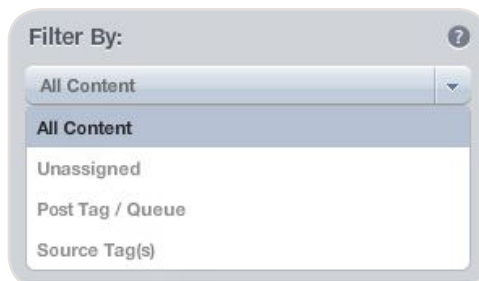 Filter By:
?
All Content
All Content
Unassigned
Post Tag / Queue
Source Tag(s)